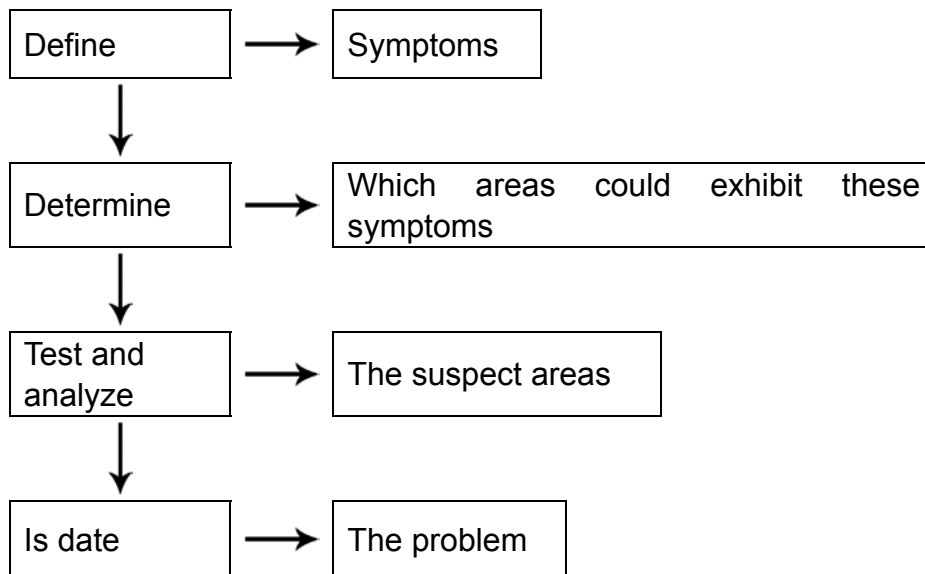 Define
Symptoms
Determine
Which areas could exhibit these
symptoms
Test and
analyze
The suspect areas
Is date
The problem